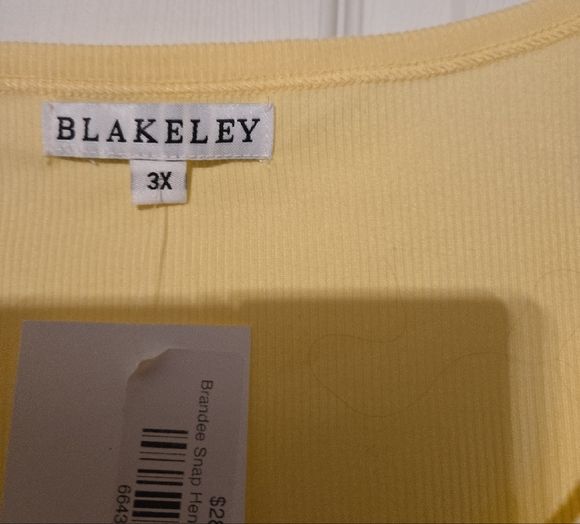 BLAKELEY
3X
Brandee Snap Hen
$28
6643